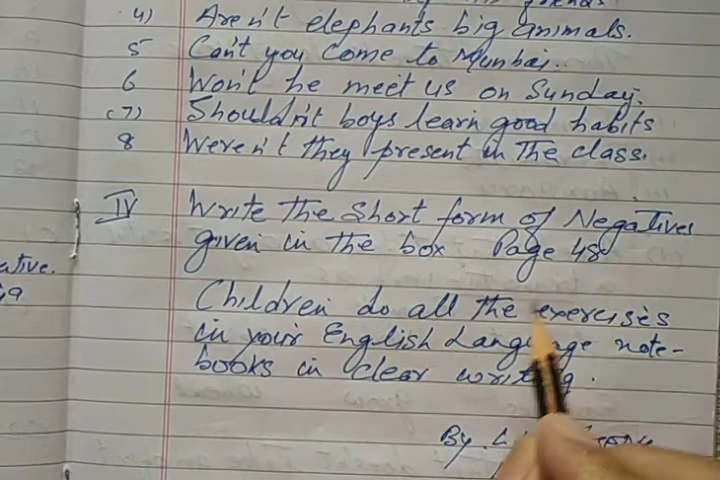 4) Aren't elephants big animals.
5 Can't you come to Mumbai..
6 Won't he meet us on Sunday.
(7) Shouldn't boys learn good habits
8 Weren't they present in The class.
IV Write the Short form of Negatives
given in the box. Page 48
ative.
Children do all the exercises
in your English Language note-
books in clear writing.
By